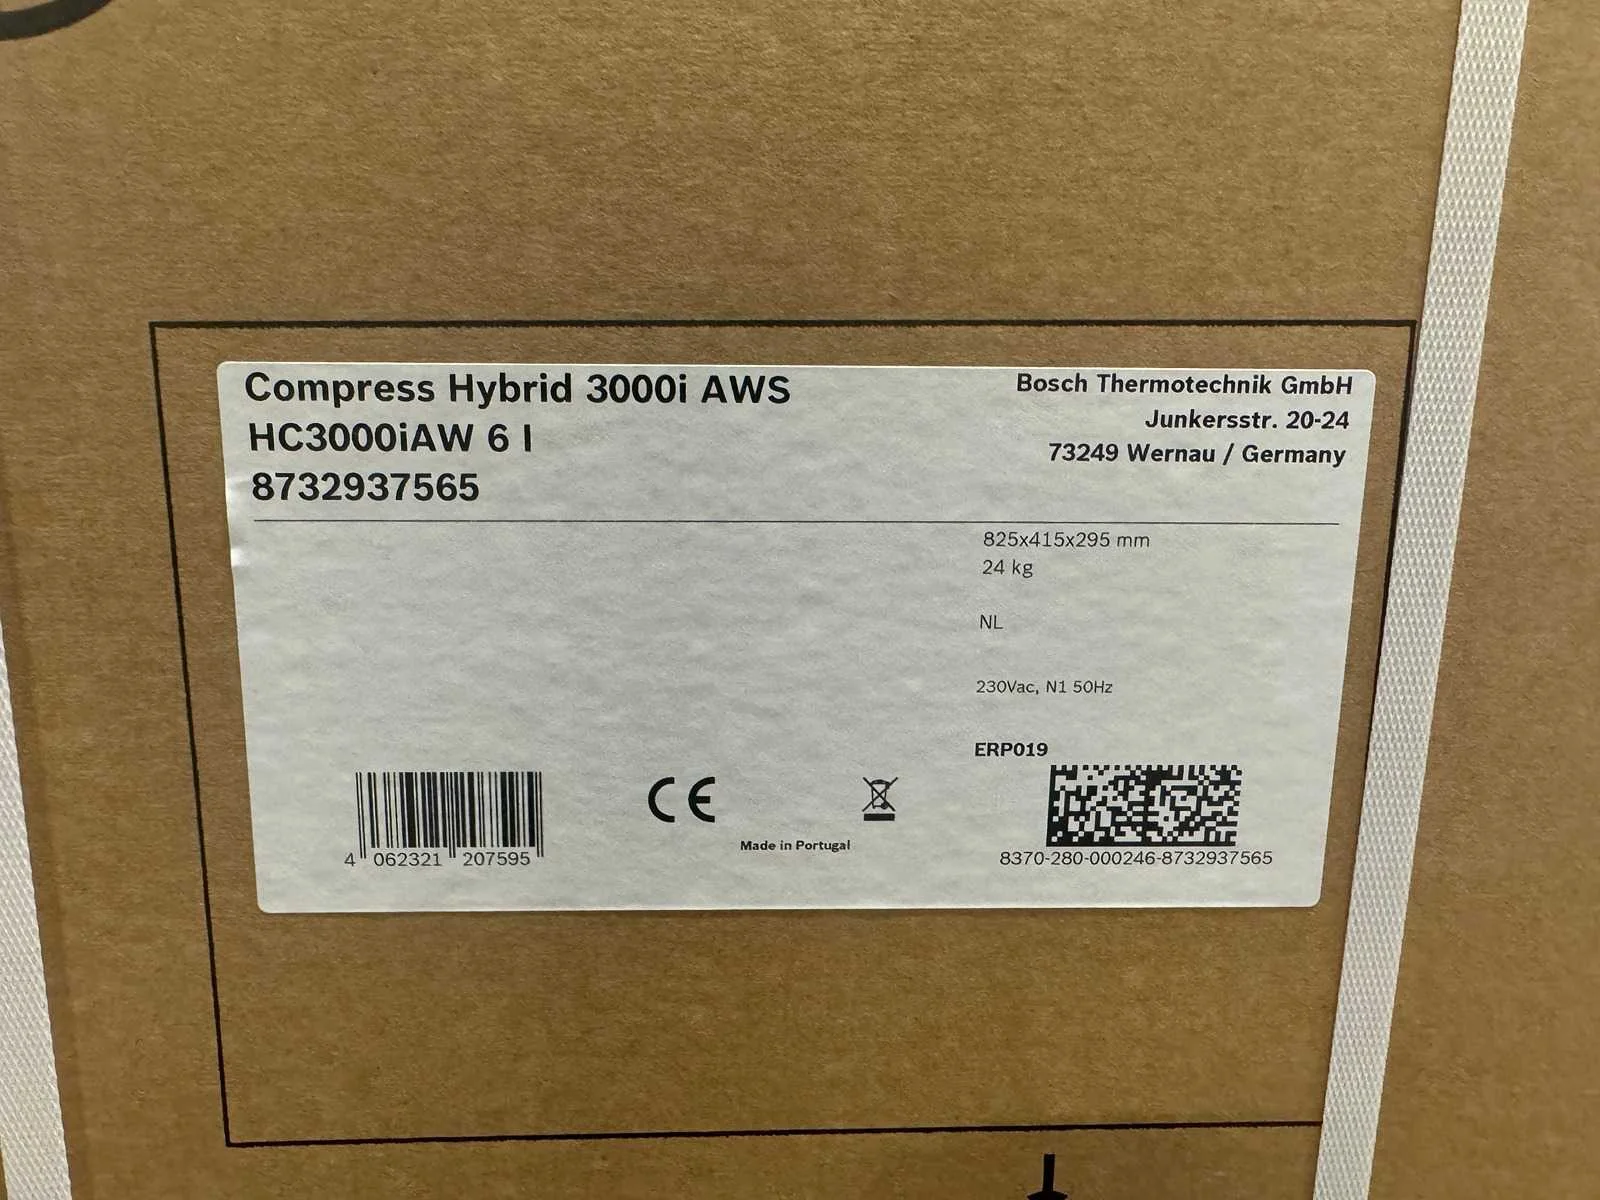 Compress Hybrid 3000i AWS
HC3000iAW 6 I
8732937565
Bosch Thermotechnik GmbH
Junkersstr. 20-24
73249 Wernau / Germany
825x415x295 mm
24 kg
NL
230Vac, N1 50Hz
ERP019
4 062321 207595
CE
Made in Portugal
8370-280-000246-8732937565